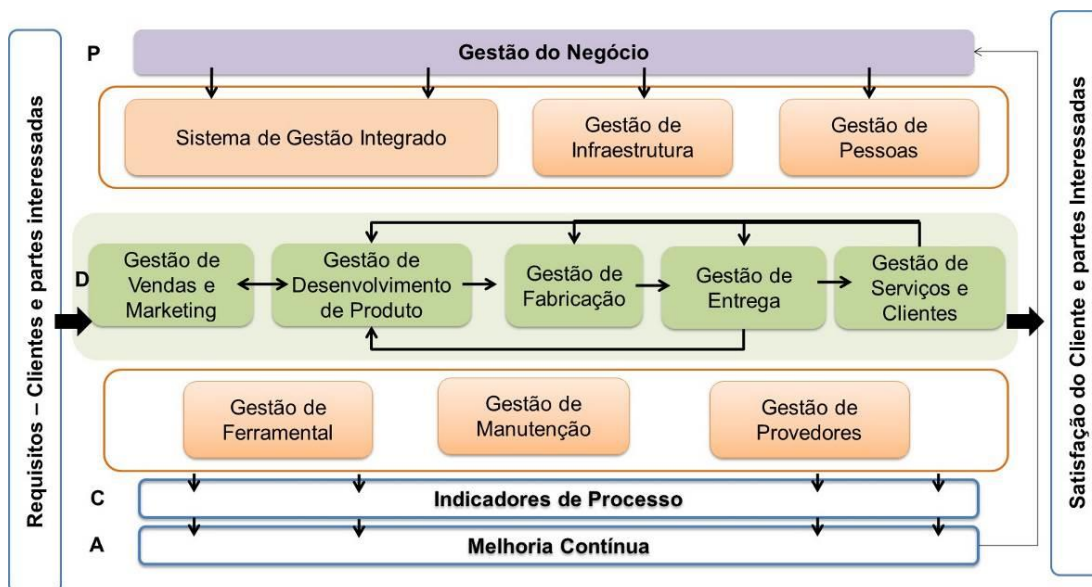 Requisitos – Clientes e partes interessadas
P
Gestão do Negócio
Sistema de Gestão Integrado
Gestão de
Infraestrutura
Gestão de
Pessoas
D
Gestão de
Vendas e
Marketing
Gestão de
Desenvolvimento
de Produto
Gestão de
Fabricação
Gestão de
Entrega
Gestão de
Serviços e
Clientes
Gestão de
Ferramental
Gestão de
Manutenção
Gestão de
Provedores
C
Indicadores de Processo
A
Melhoria Contínua
Satisfação do Cliente e partes Interessadas